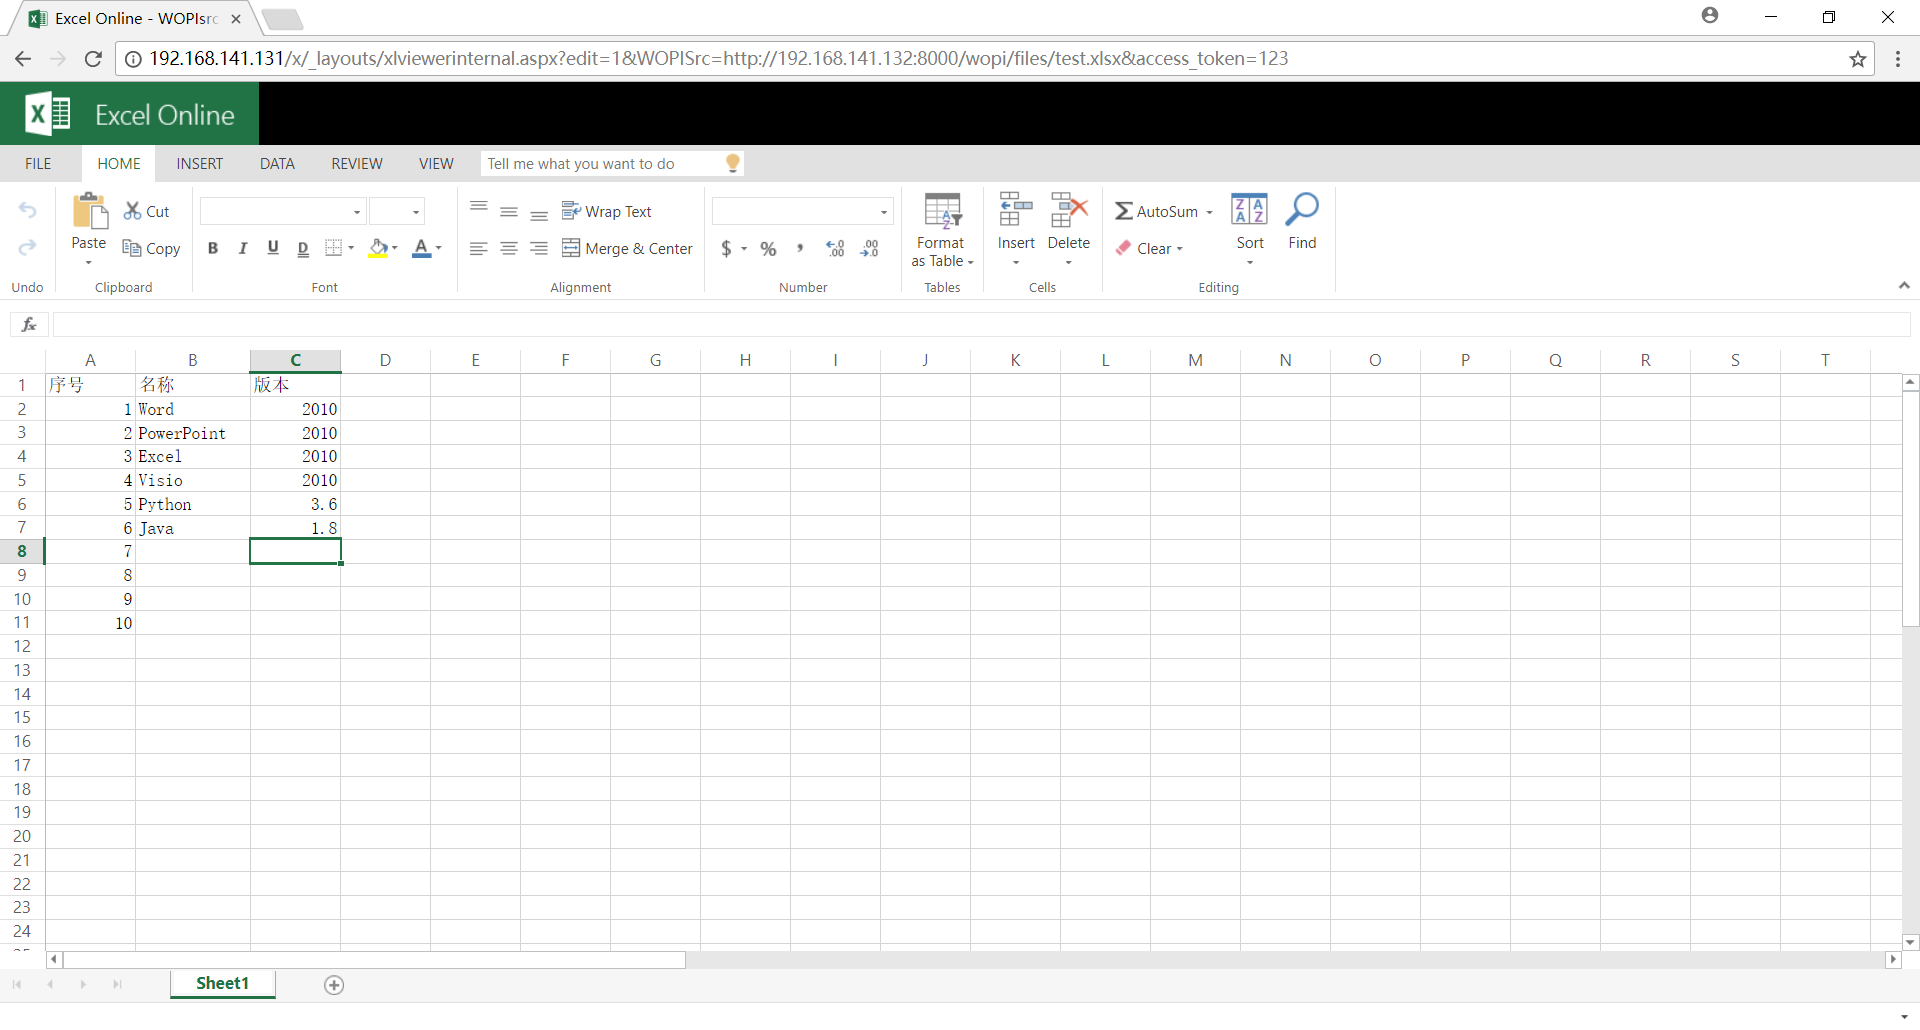 Excel Online - WOPIsrc
192.168.141.131/x/_layouts/xlviewerinternal.aspx?edit=1&WOPISrc=http://192.168.141.132:8000/wopi/files/test.xlsx&access_token=123
Excel Online
FILE HOME INSERT DATA REVIEW VIEW Tell me what you want to do
Cut Wrap Text AutoSum
Paste Copy B I U D A Merge & Center $ % , Format as Table Insert Delete Clear Sort Find
Undo Clipboard Font Alignment Number Tables Cells Editing
fx
A B C D E F G H I J K L M N O P Q R S T
1 序号 名称 版本
2 1 Word 2010
3 2 PowerPoint 2010
4 3 Excel 2010
5 4 Visio 2010
6 5 Python 3.6
7 6 Java 1.8
8 7
9 8
10 9
11 10
12
13
14
15
16
17
18
19
20
21
22
23
24
Sheet1